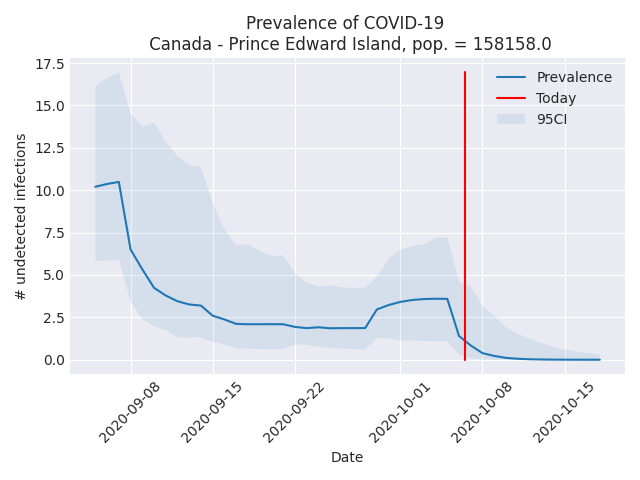 Prevalence of COVID-19
Canada - Prince Edward Island, pop. = 158158.0
17.5
15.0
12.5
10.0
7.5
5.0
2.5
0.0
# undetected infections
Prevalence
Today
95CI
2020-09-08
2020-09-15
2020-09-22
2020-10-01
2020-10-08
2020-10-15
Date